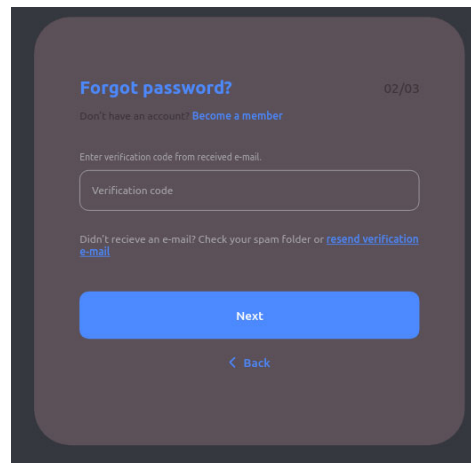 Forgot password?
02/03
Don't have an account? Become a member
Enter verification code from received e-mail.
Verification code
Didn't recieve an e-mail? Check your spam folder or resend verification
e-mail
Next
Back